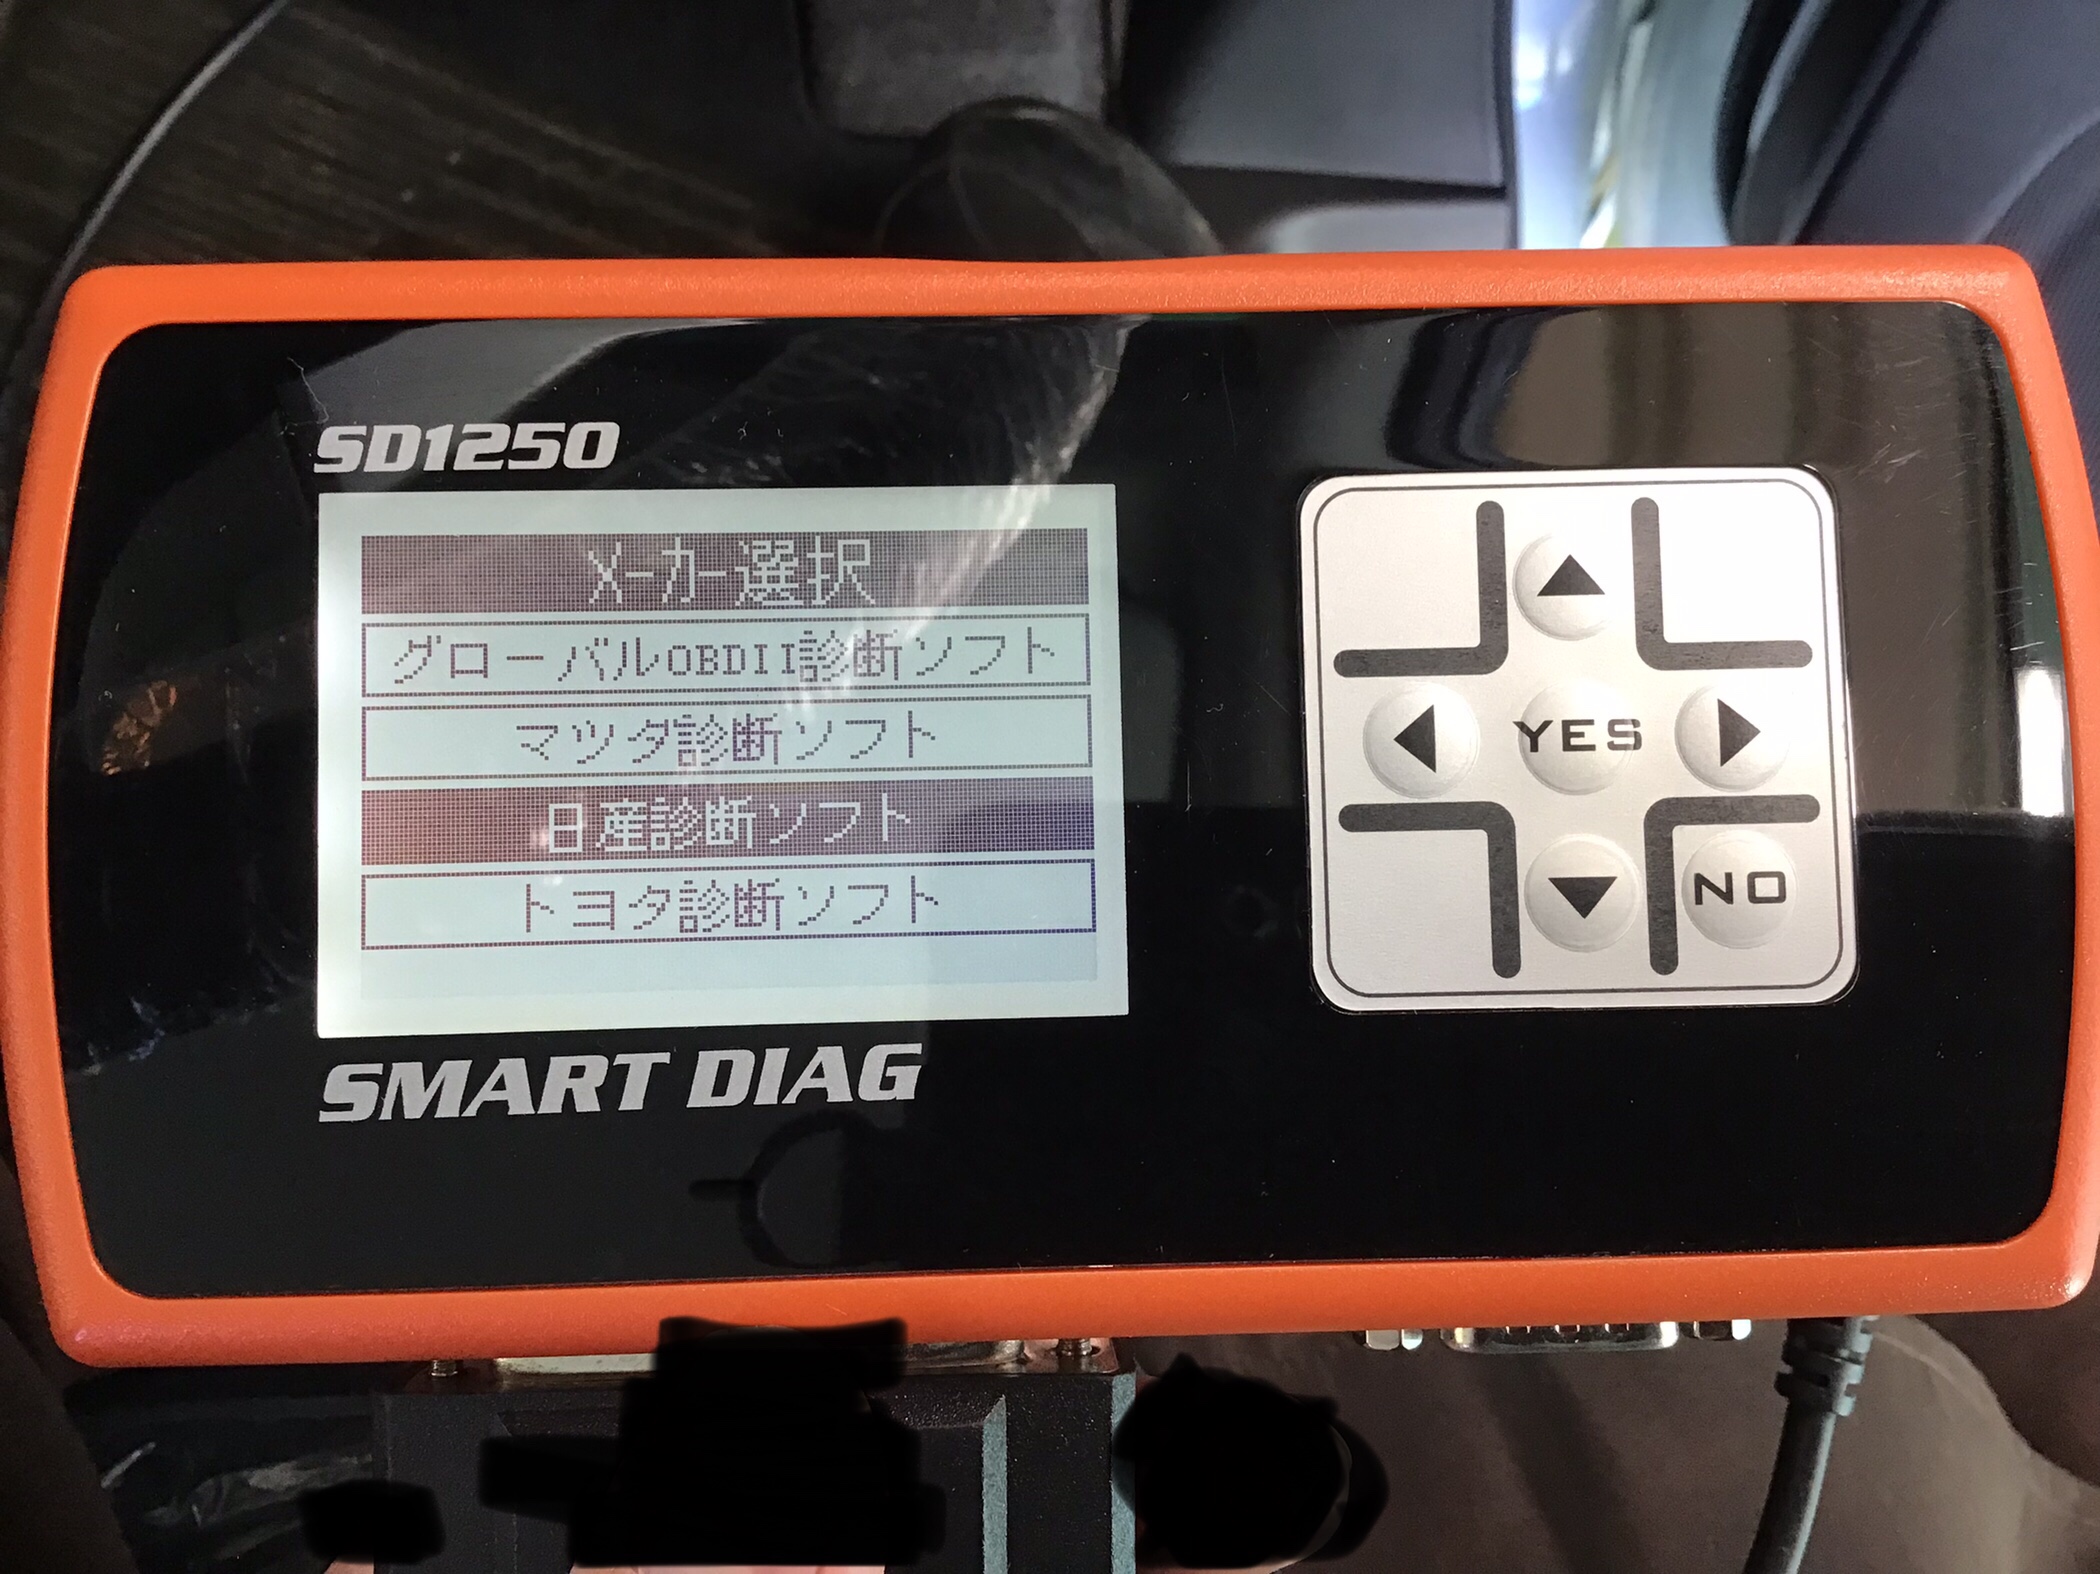 SD1250
メーカー選択
グローバルOBDII診断ソフト
マツダ診断ソフト
日産診断ソフト
トヨタ診断ソフト
SMART DIAG
YES
NO